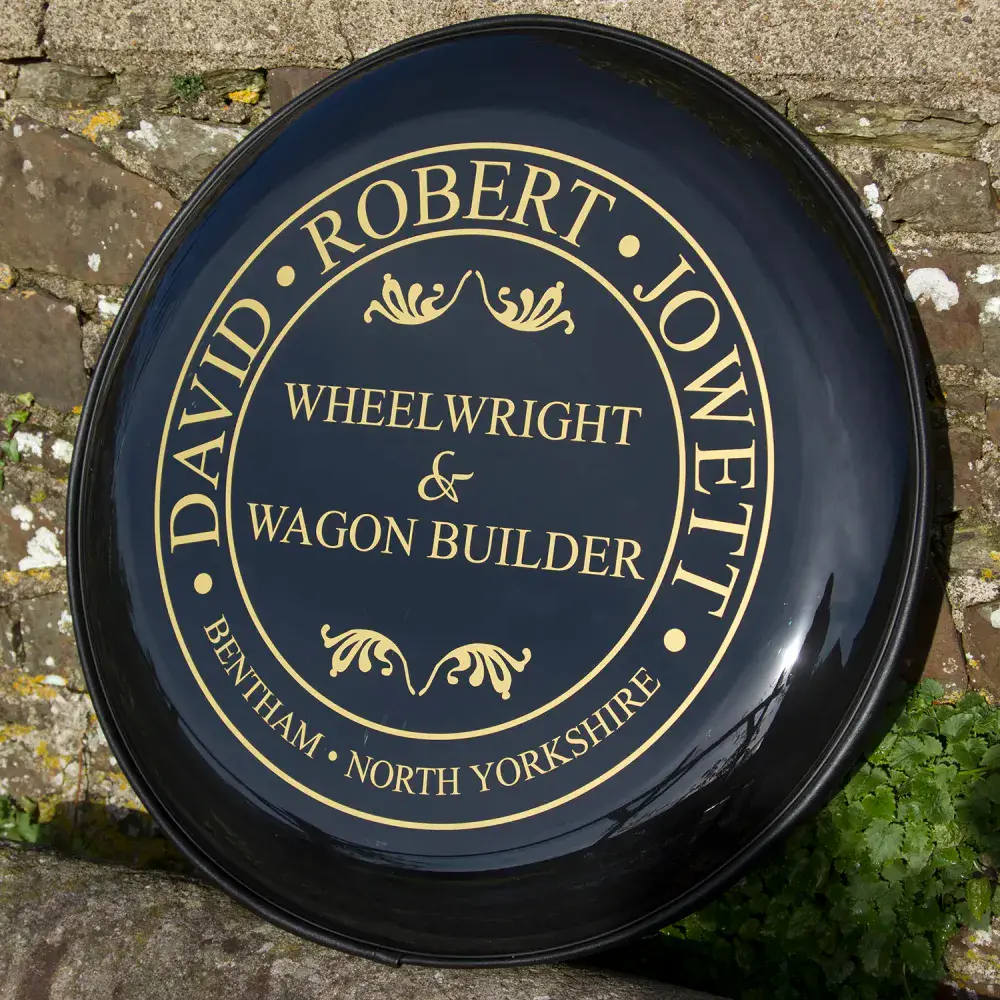 DAVID • ROBERT • JOWETT
WHEELWRIGHT
&
WAGON BUILDER
• BENTHAM • NORTH YORKSHIRE •